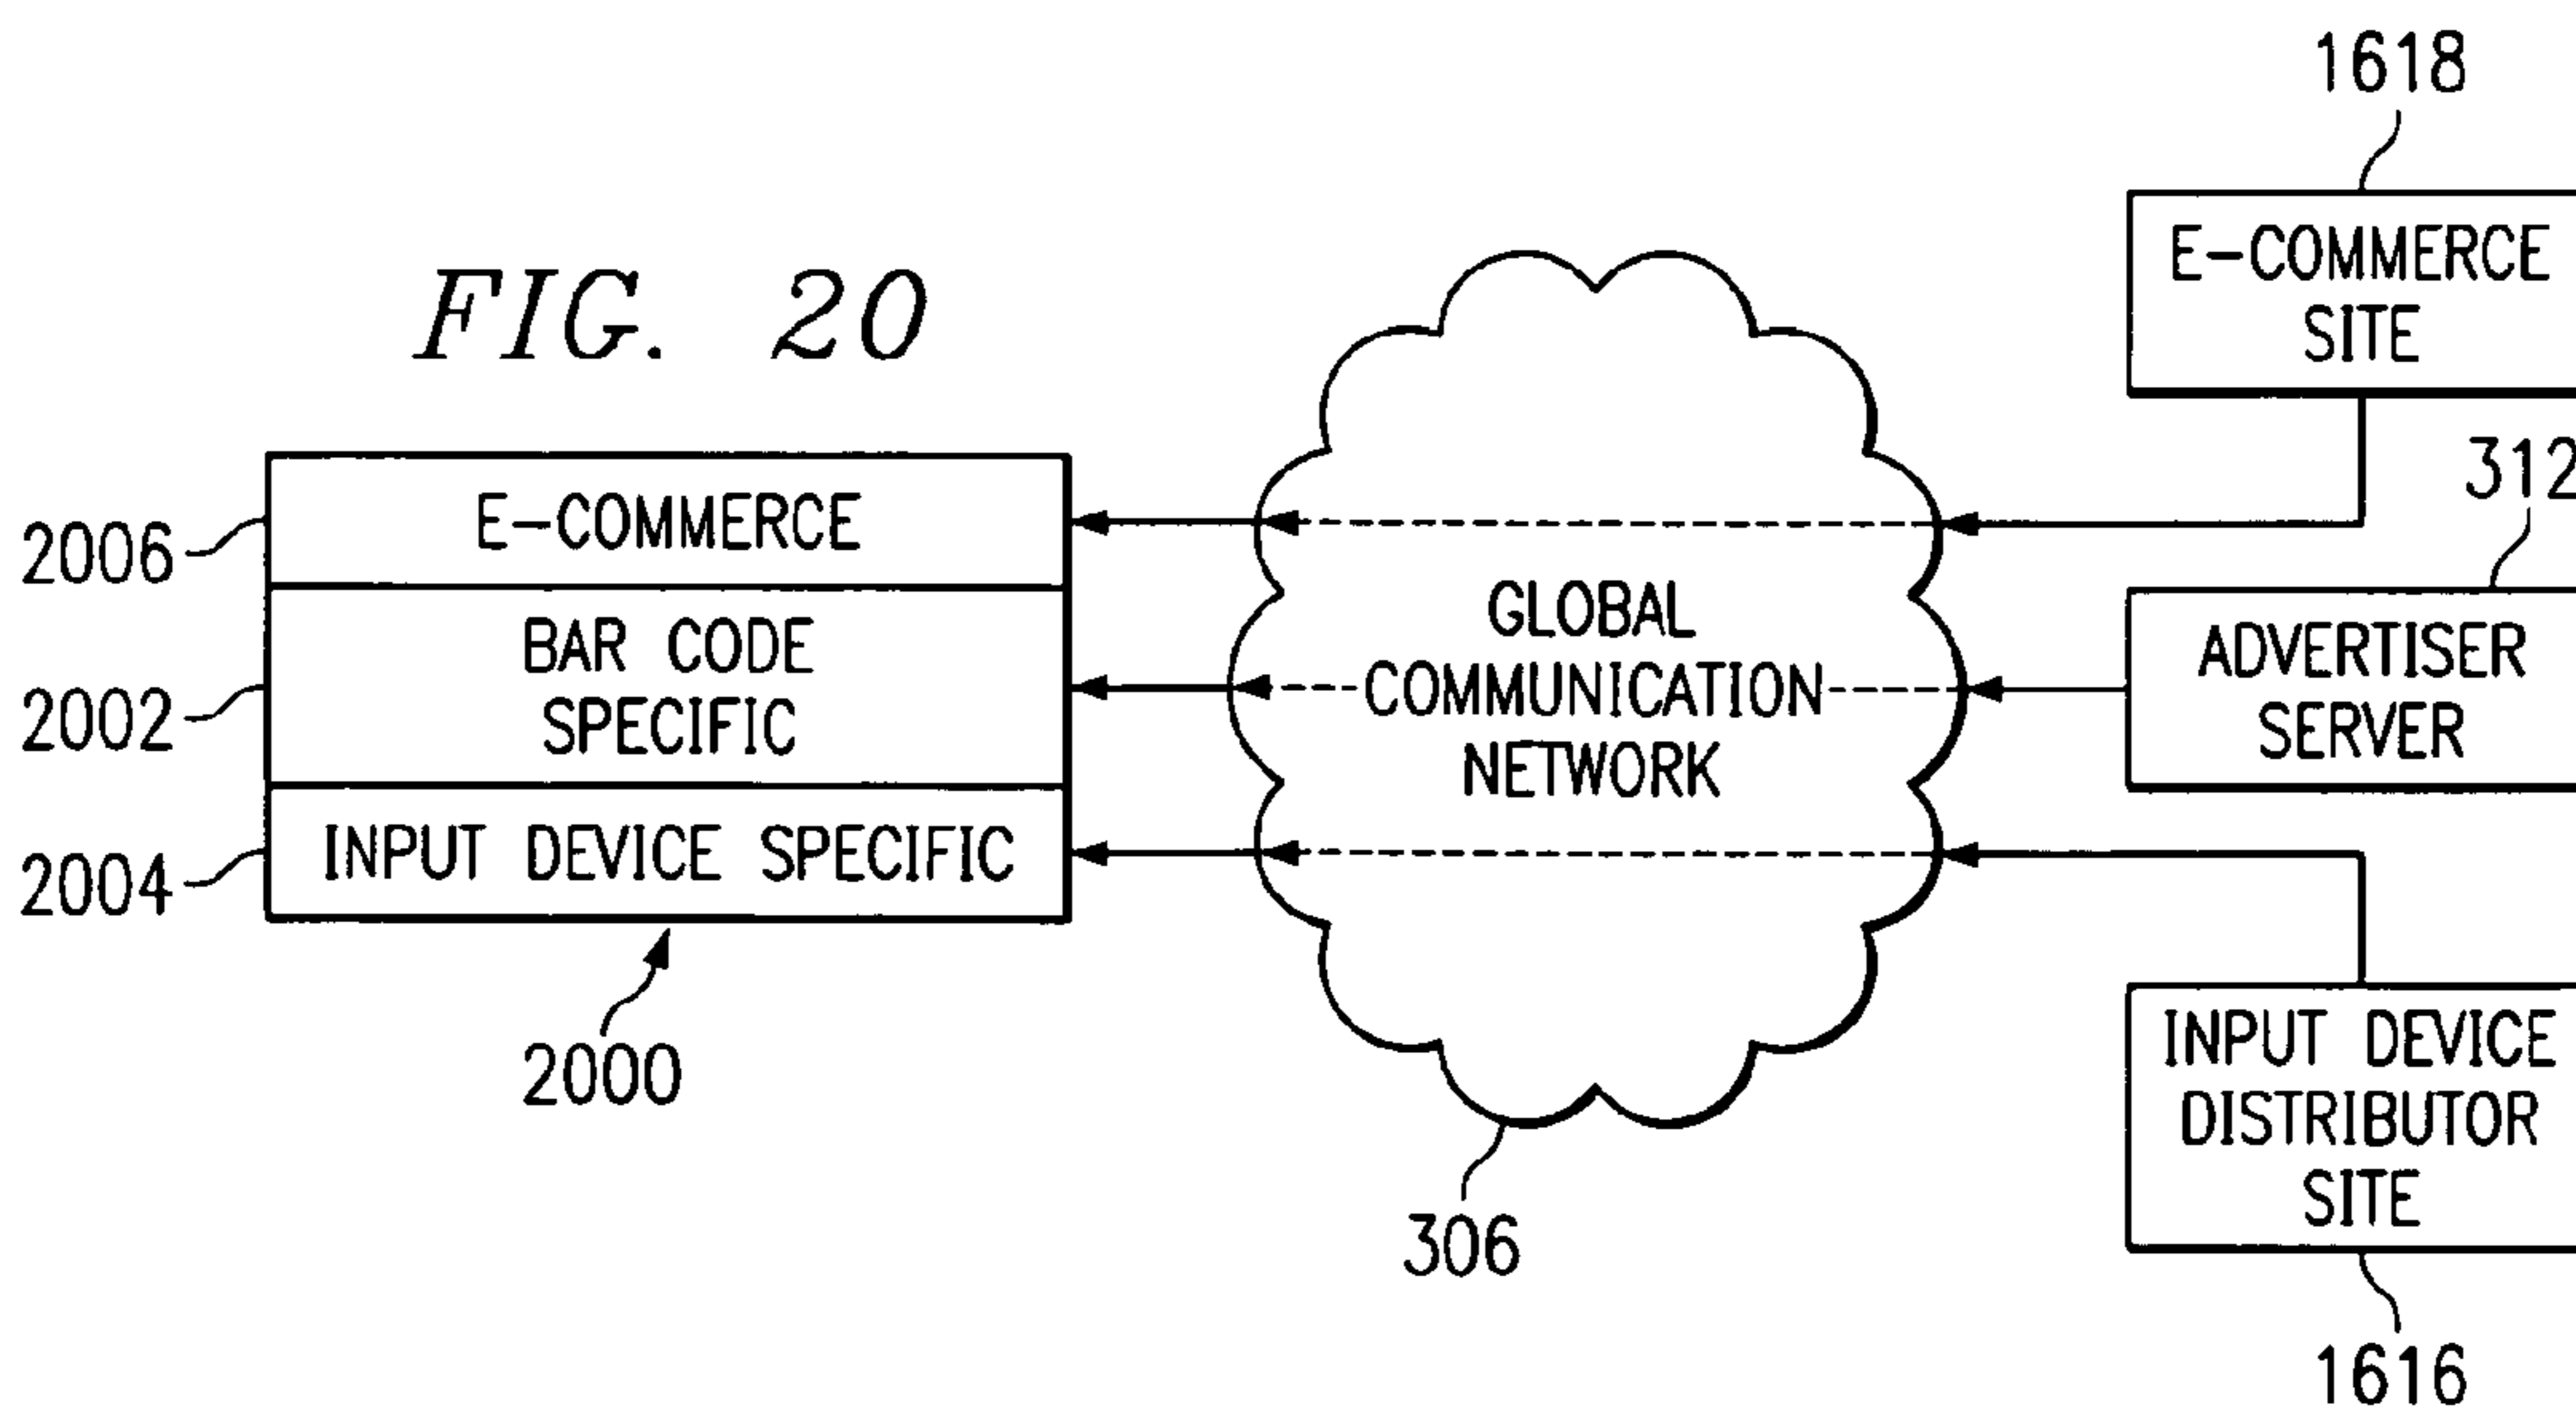 1618
E-COMMERCE
SITE
FIG. 20
312
2006
E-COMMERCE
2002
BAR CODE
SPECIFIC
2004
INPUT DEVICE SPECIFIC
2000
GLOBAL
COMMUNICATION
NETWORK
306
ADVERTISER
SERVER
INPUT DEVICE
DISTRIBUTOR
SITE
1616